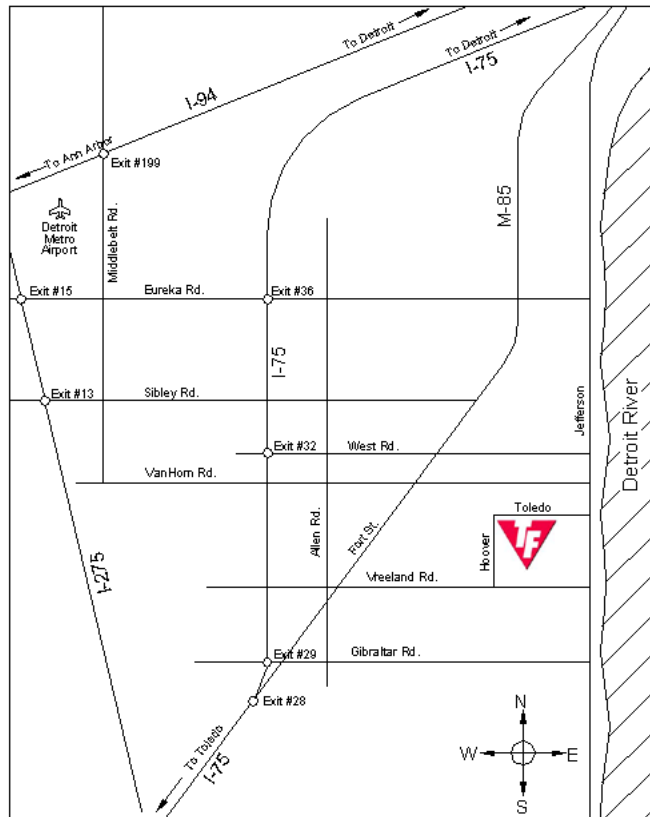 To Detroit
To Detroit
I-75
I-94
To Ann Arbor
Exit #199
M-85
Detroit
Metro
Airport
Middlebelt Rd.
Exit #15
Eureka Rd.
Exit #36
I-75
Exit #13
Sibley Rd.
Jefferson
Detroit River
Exit #32
West Rd.
VanHorn Rd.
Allen Rd.
Fort St.
Toledo
TF
Hoover
I-275
Vreeland Rd.
Exit #29
Gibraltar Rd.
Exit #28
To Toledo
I-75
N
W
E
S